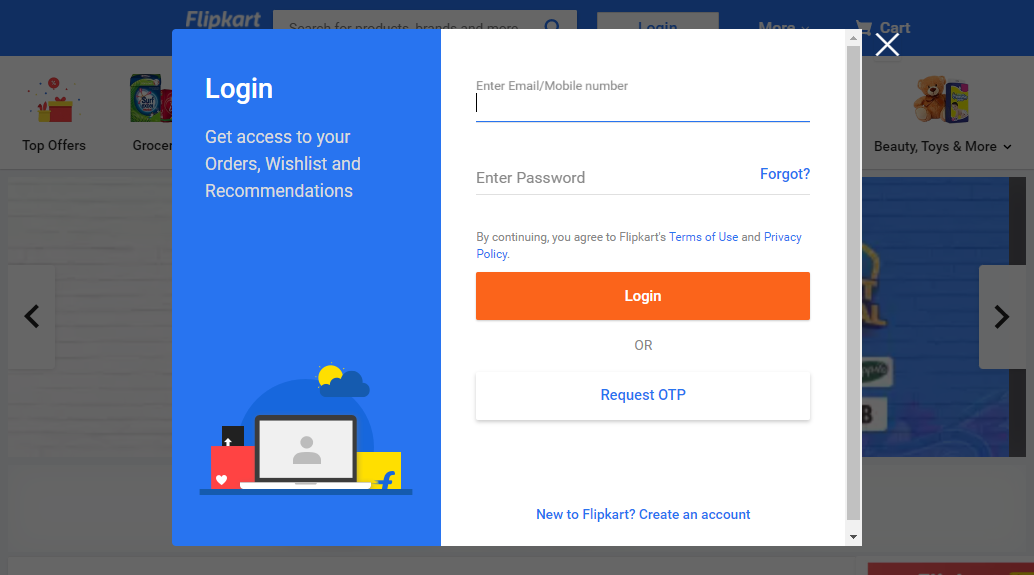 Flipkart
Search for products, brands and more
Login
More
Cart
Top Offers
Grocer
Beauty, Toys & More
Login
Get access to your
Orders, Wishlist and
Recommendations
Enter Email/Mobile number
Enter Password
Forgot?
By continuing, you agree to Flipkart's Terms of Use and Privacy
Policy.
Login
OR
Request OTP
New to Flipkart? Create an account